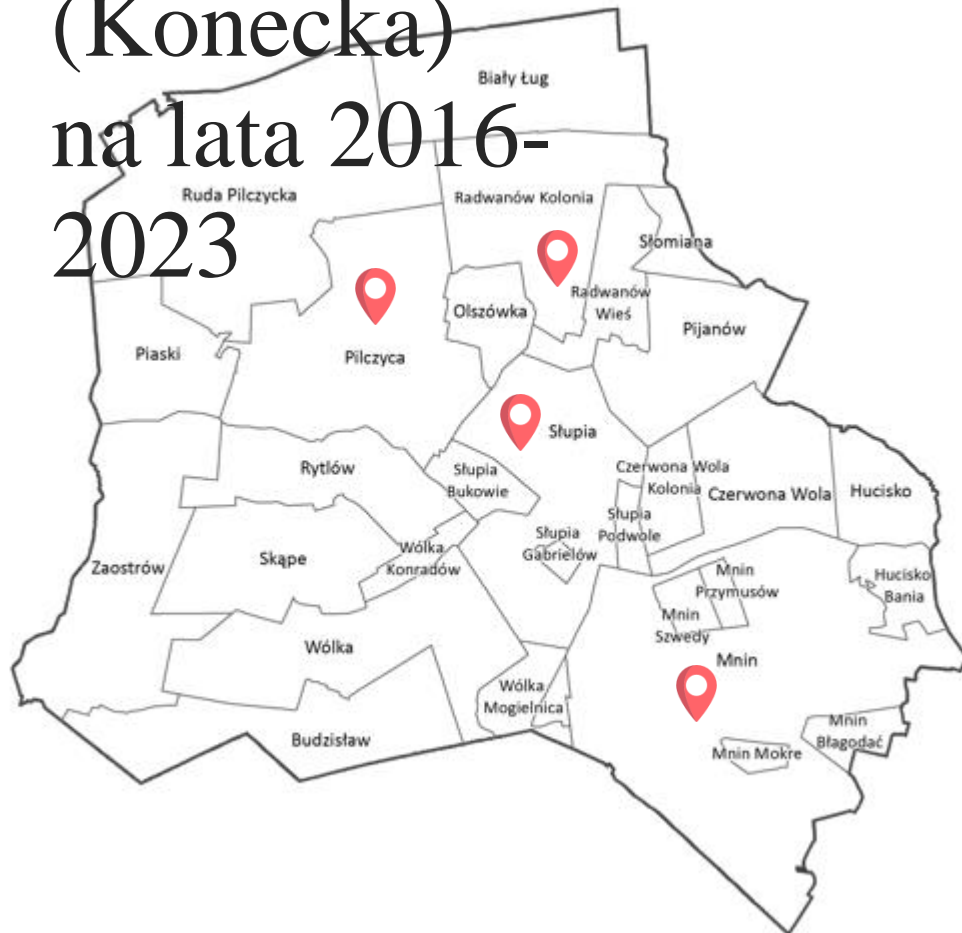 (Konecka)
na lata 2016-
2023
Biały Ług
Ruda Pilczycka
Radwanów Kolonia
Słomiana
Radwanów
Wieś
Olszówka
Pijanów
Piaski
Pilczyca
Słupia
Rytlów
Słupia
Bukowie
Czerwona Wola
Kolonia
Czerwona Wola
Hucisko
Słupia
Podwole
Słupia
Gabrielów
Zaostrów
Skąpe
Wólka
Konradów
Mnin
Przymusów
Hucisko
Bania
Mnin
Szwedy
Wólka
Mnin
Wólka
Mogielnica
Budzisław
Mnin
Błagodać
Mnin Mokre